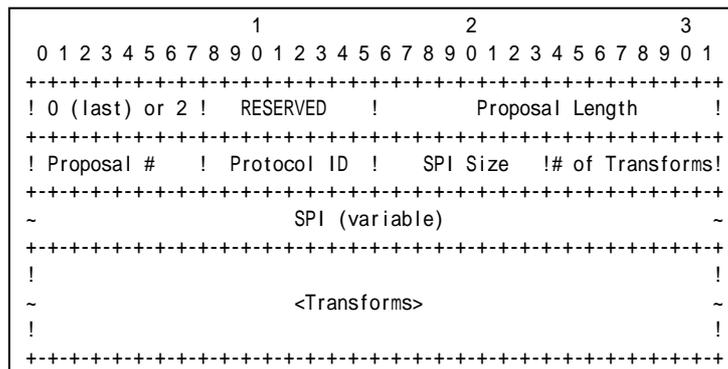 1                   2                   3
 0 1 2 3 4 5 6 7 8 9 0 1 2 3 4 5 6 7 8 9 0 1 2 3 4 5 6 7 8 9 0 1
+-+-+-+-+-+-+-+-+-+-+-+-+-+-+-+-+-+-+-+-+-+-+-+-+-+-+-+-+-+-+-+-+
! 0 (last) or 2 !   RESERVED    !         Proposal Length       !
+-+-+-+-+-+-+-+-+-+-+-+-+-+-+-+-+-+-+-+-+-+-+-+-+-+-+-+-+-+-+-+-+
! Proposal #    !  Protocol ID  !    SPI Size   !# of Transforms!
+-+-+-+-+-+-+-+-+-+-+-+-+-+-+-+-+-+-+-+-+-+-+-+-+-+-+-+-+-+-+-+-+
~                        SPI (variable)                         ~
+-+-+-+-+-+-+-+-+-+-+-+-+-+-+-+-+-+-+-+-+-+-+-+-+-+-+-+-+-+-+-+-+
!                                                               !
~                        <Transforms>                           ~
!                                                               !
+-+-+-+-+-+-+-+-+-+-+-+-+-+-+-+-+-+-+-+-+-+-+-+-+-+-+-+-+-+-+-+-+